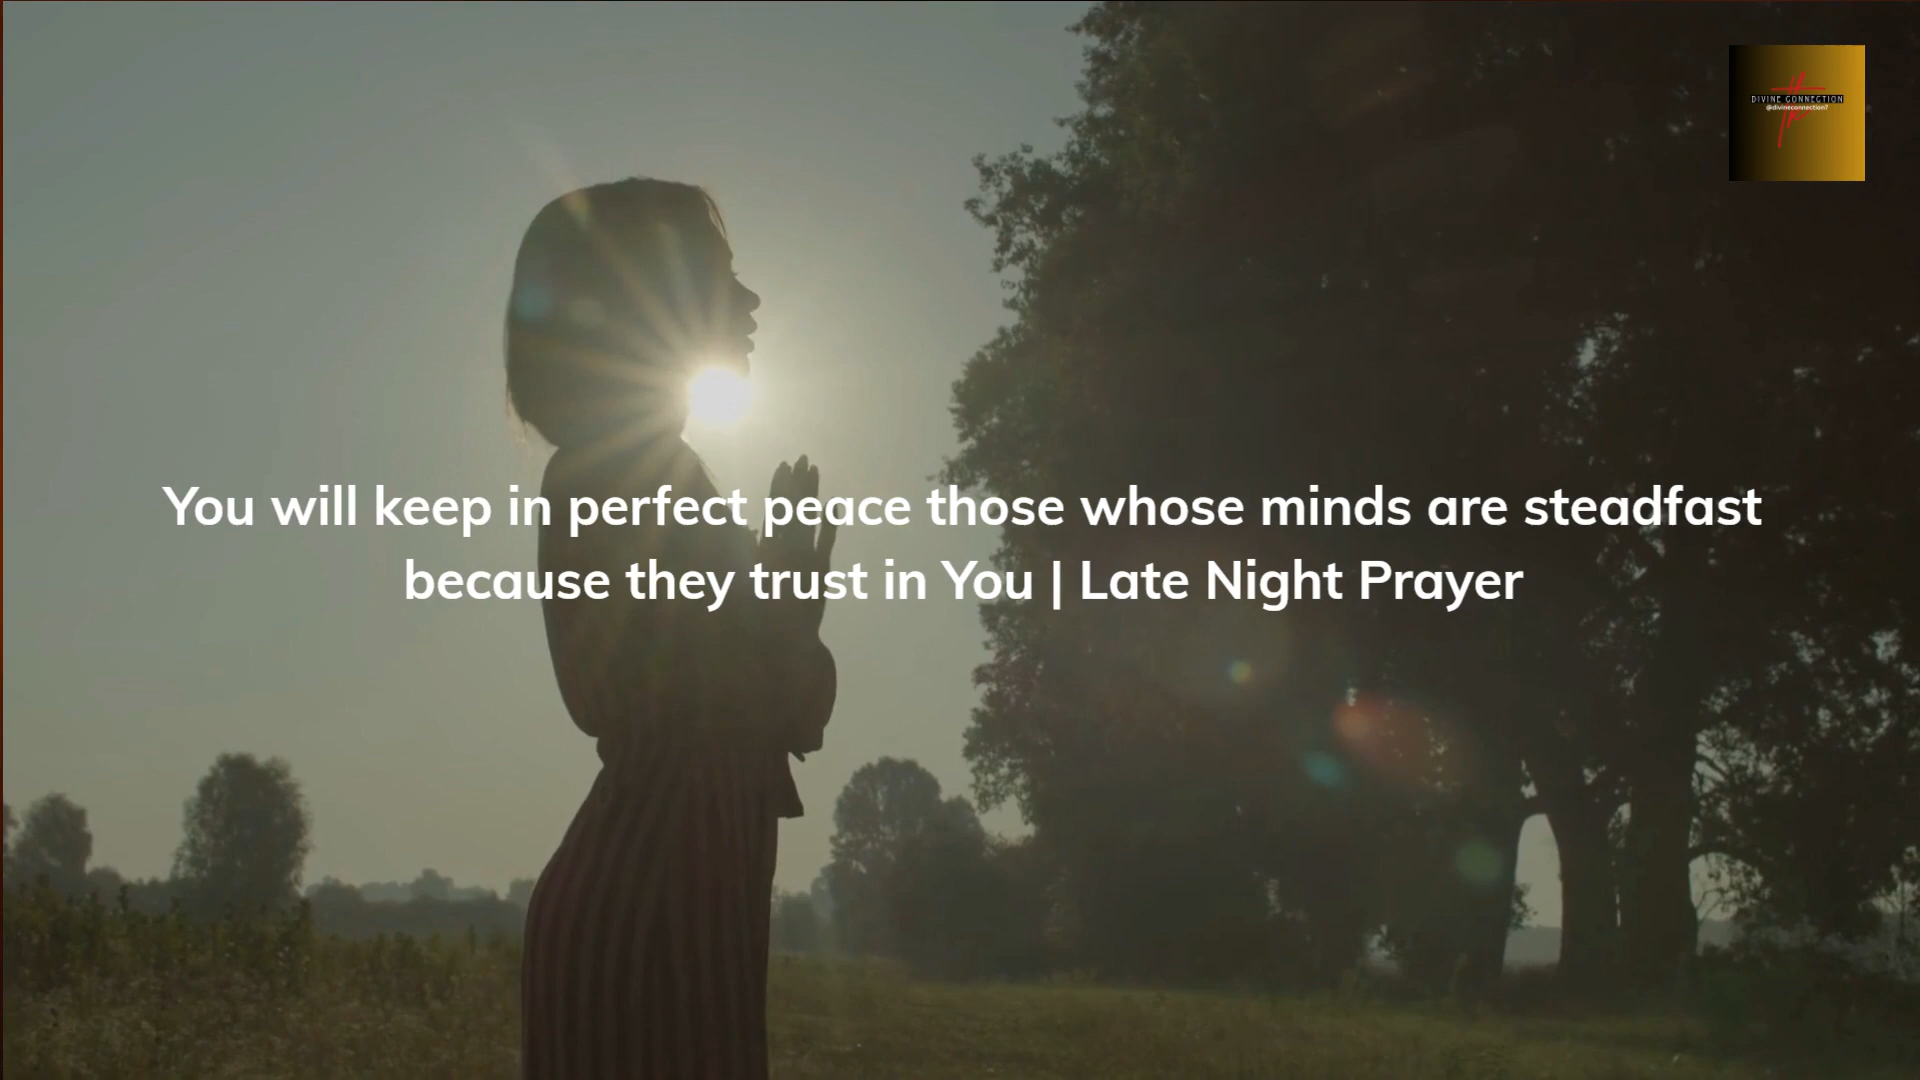 DIVINE CONNECTION
@divineconnection7
You will keep in perfect peace those whose minds are steadfast
because they trust in You | Late Night Prayer